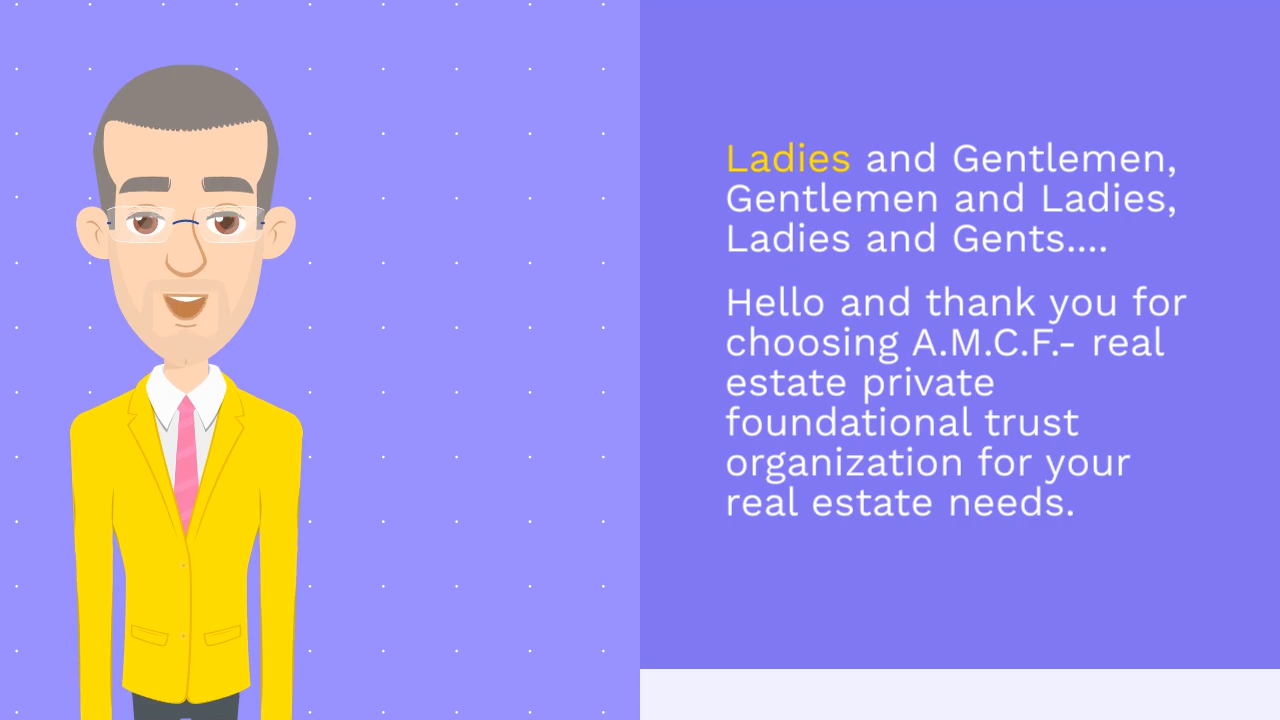 Ladies and Gentlemen,
Gentlemen and Ladies,
Ladies and Gents....
Hello and thank you for
choosing A.M.C.F.- real
estate private
foundational trust
organization for your
real estate needs.